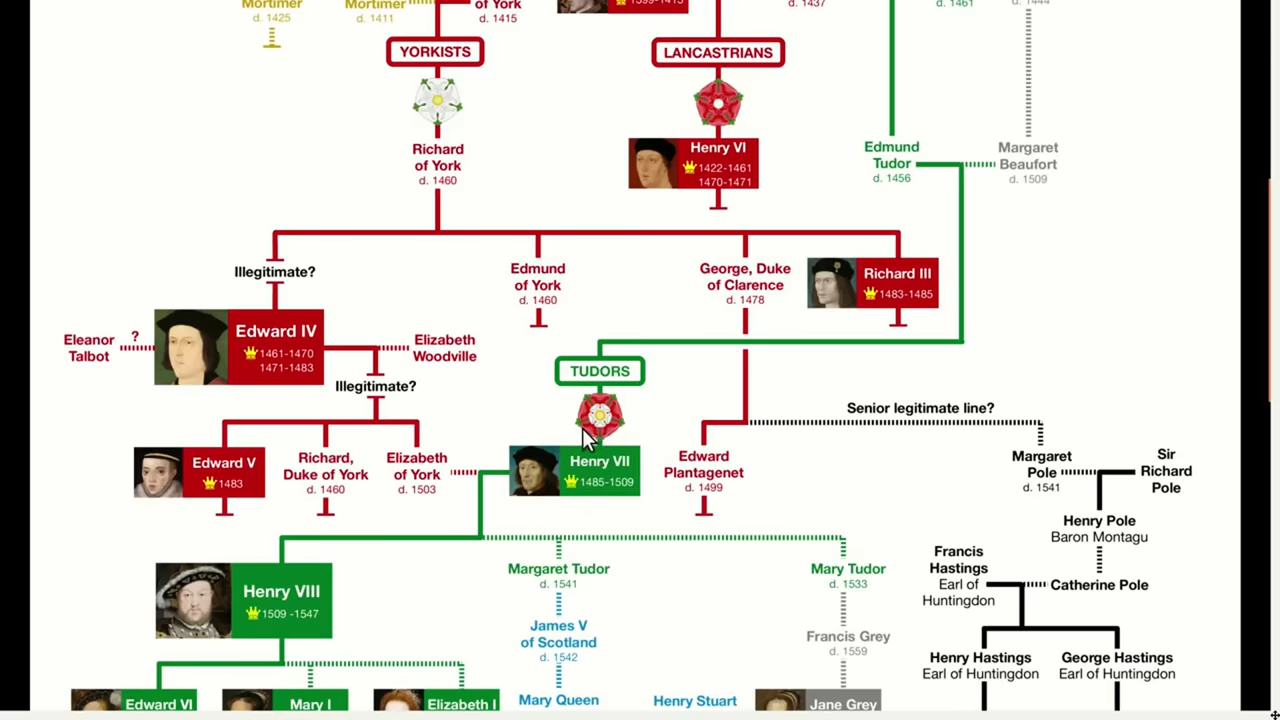 Mortimer
d. 1425
Mortimer
d. 1411
of York
d. 1415
d. 1437
d. 1461
d. 1444
YORKISTS
LANCASTRIANS
Richard
of York
d. 1460
Henry VI
1422-1461
1470-1471
Edmund
Tudor
d. 1456
Margaret
Beaufort
d. 1509
Illegitimate?
Edmund
of York
d. 1460
George, Duke
of Clarence
d. 1478
Richard III
1483-1485
Eleanor
Talbot
?
Edward IV
1461-1470
1471-1483
Elizabeth
Woodville
Illegitimate?
TUDORS
Senior legitimate line?
Edward V
1483
Richard,
Duke of York
d. 1460
Elizabeth
of York
d. 1503
Henry VII
1485-1509
Edward
Plantagenet
d. 1499
Margaret
Pole
d. 1541
Sir
Richard
Pole
Henry Pole
Baron Montagu
Francis
Hastings
Earl of
Huntingdon
Catherine Pole
Henry VIII
1509 -1547
Margaret Tudor
d. 1541
Mary Tudor
d. 1533
James V
of Scotland
d. 1542
Francis Grey
d. 1559
Henry Hastings
Earl of Huntingdon
George Hastings
Earl of Huntingdon
Edward VI
Mary I
Elizabeth I
Mary Queen
Henry Stuart
Jane Grey